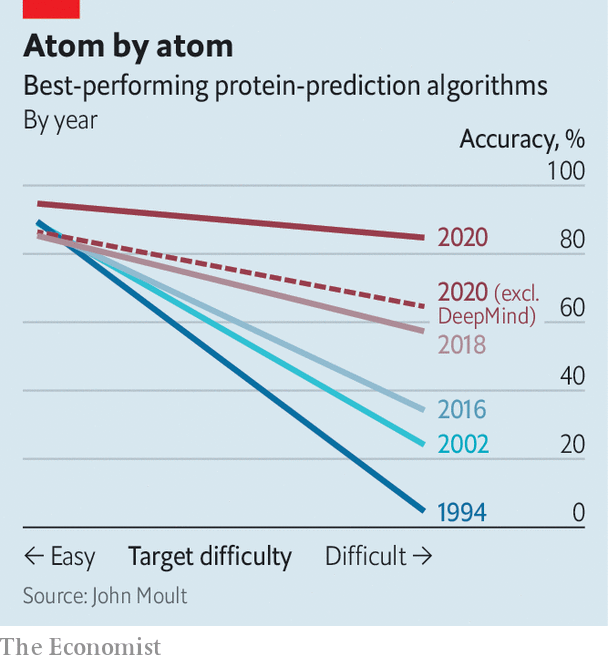 Atom by atom
Best-performing protein-prediction algorithms
By year
Accuracy, %
100
2020
80
2020 (excl.
DeepMind)
60
2018
40
2016
2002
20
1994
0
← Easy Target difficulty Difficult →
Source: John Moult
The Economist